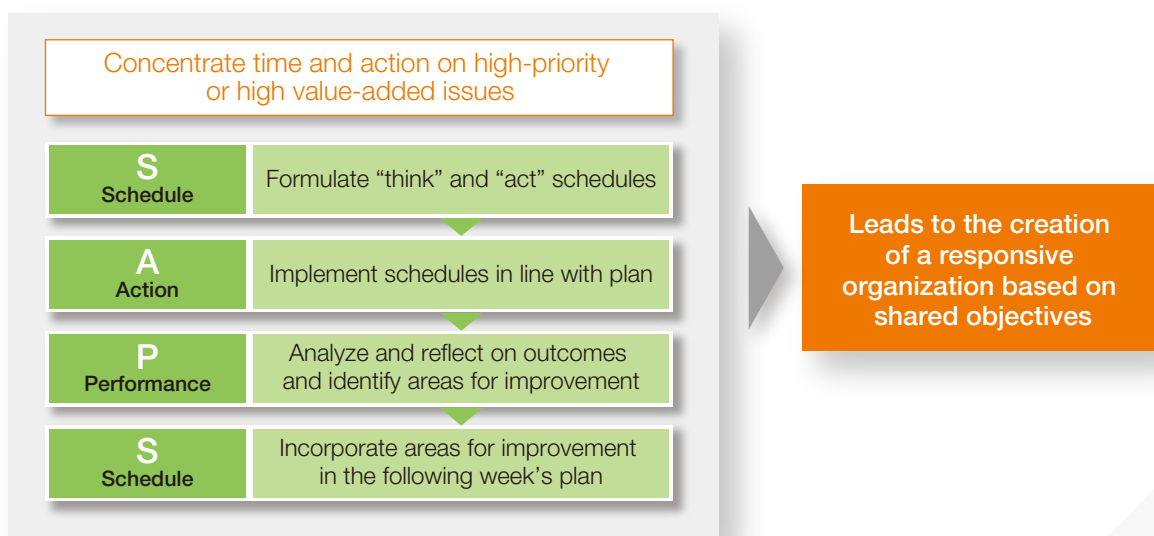 Concentrate time and action on high-priority
or high value-added issues
S
Schedule
Formulate “think” and “act” schedules
A
Action
Implement schedules in line with plan
P
Performance
Analyze and reflect on outcomes
and identify areas for improvement
S
Schedule
Incorporate areas for improvement
in the following week’s plan
Leads to the creation
of a responsive
organization based on
shared objectives